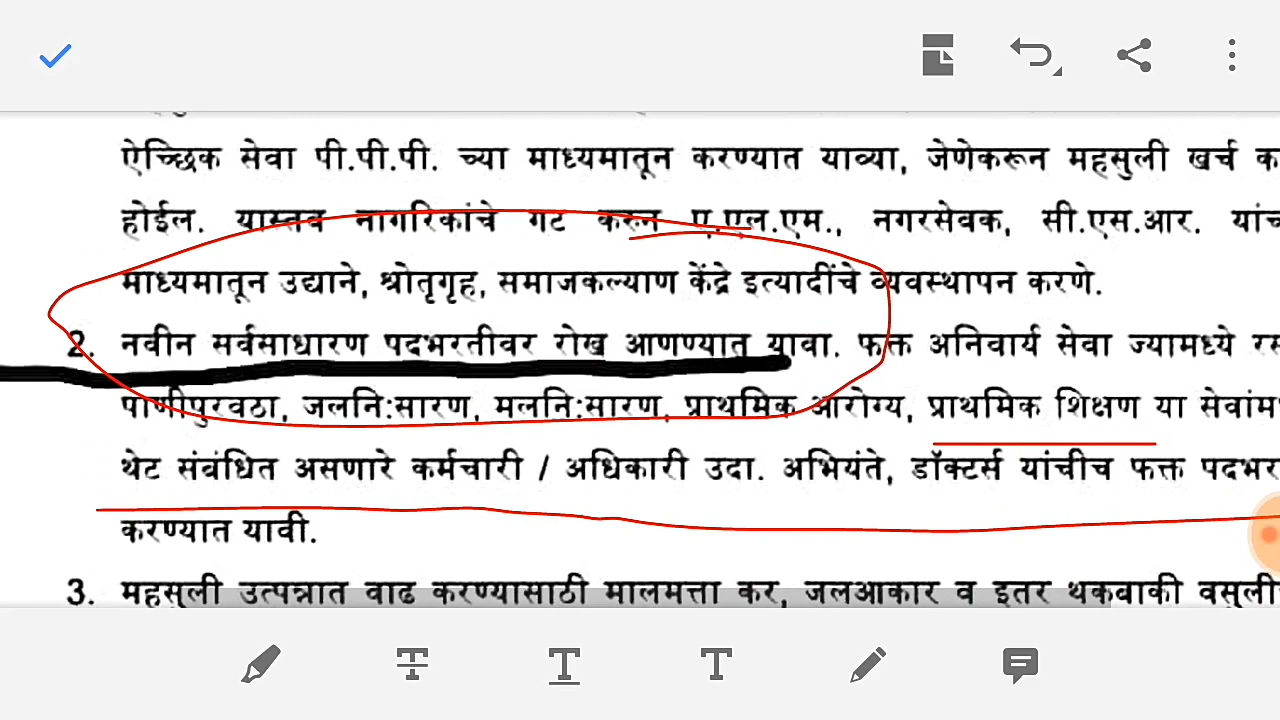 ऐच्छिक सेवा पी.पी.पी. च्या माध्यमातून करण्यात याव्या, जेणेकरून महसुली खर्च
होईल. यास्तव नागरिकांचे गट करुन ए.एल.एम., नगरसेवक, सी.एस.आर.
माध्यमातून उद्याने, श्रोतृगृह, समाजकल्याण केंद्रे इत्यादींचे व्यवस्थापन करणे.
2. नवीन सर्वसाधारण पदभरतीवर रोख आणण्यात यावा. फक्त अनिवार्य सेवा ज्यामध्ये
पाणीपुरवठा, जलनि:सारण, मलनि:सारण, प्राथमिक आरोग्य, प्राथमिक शिक्षण या
थेट संबंधित असणारे कर्मचारी / अधिकारी उदा. अभियंते, डॉक्टर्स यांचीच फक्त
करण्यात यावी.
3. महसुली उत्पन्नात वाढ करण्यासाठी मालमत्ता कर, जलआकार व इतर थकबाकी